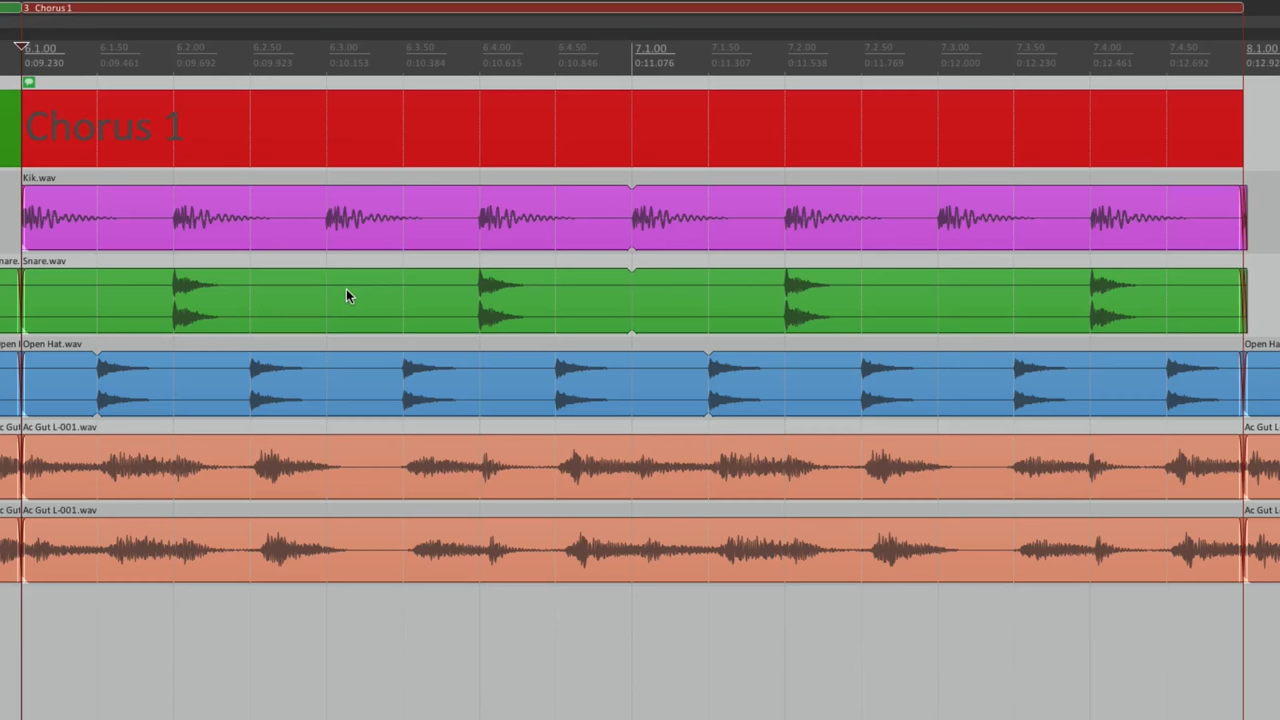 3 Chorus 1
6.1.00 6.1.50 6.2.00 6.2.50 6.3.00 6.3.50 6.4.00 6.4.50 7.1.00 7.1.50 7.2.00 7.2.50 7.3.00 7.3.50 7.4.00 7.4.50 8.1.00
0:09.230 0:09.461 0:09.692 0:09.923 0:10.153 0:10.384 0:10.615 0:10.846 0:11.076 0:11.307 0:11.538 0:11.769 0:12.000 0:12.230 0:12.461 0:12.692 0:12.92
Chorus 1
Kik.wav
nare. Snare.wav
pen Open Hat.wav Open Ha
c Gut Ac Gut L-001.wav Ac Gut L
c Gut Ac Gut L-001.wav Ac Gut L